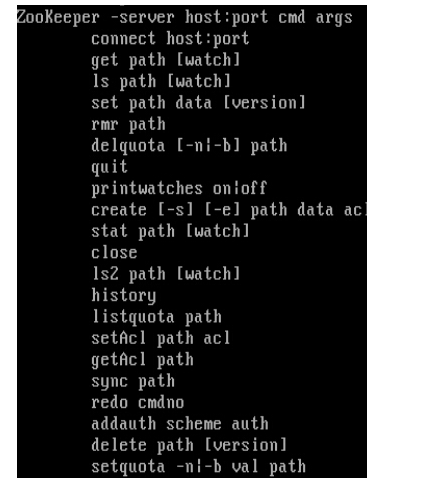 ZooKeeper -server host:port cmd args
connect host:port
get path [watch]
ls path [watch]
set path data [version]
rmr path
delquota [-n|-b] path
quit
printwatches on|off
create [-s] [-e] path data acl
stat path [watch]
close
ls2 path [watch]
history
listquota path
setAcl path acl
getAcl path
sync path
redo cmdno
addauth scheme auth
delete path [version]
setquota -n|-b val path